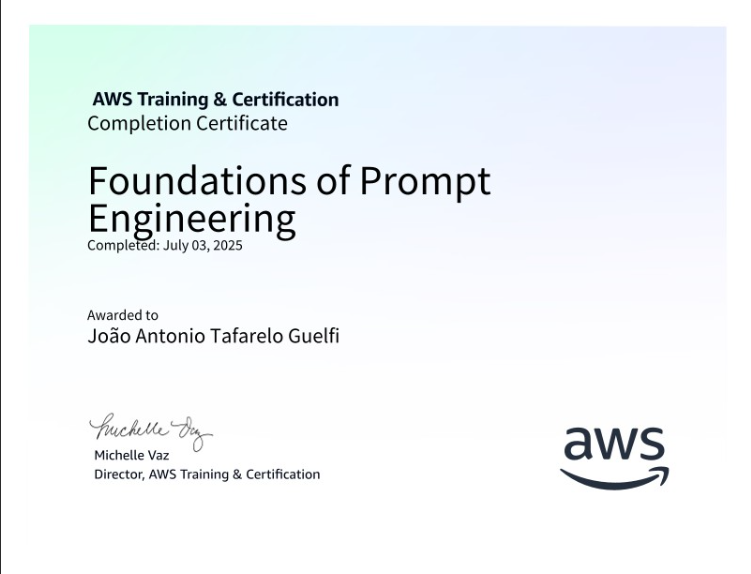 AWS Training & Certification
Completion Certificate
Foundations of Prompt
Engineering
Completed: July 03, 2025
Awarded to
João Antonio Tafarelo Guelfi
Michelle Vaz
Michelle Vaz
Director, AWS Training & Certification
aws